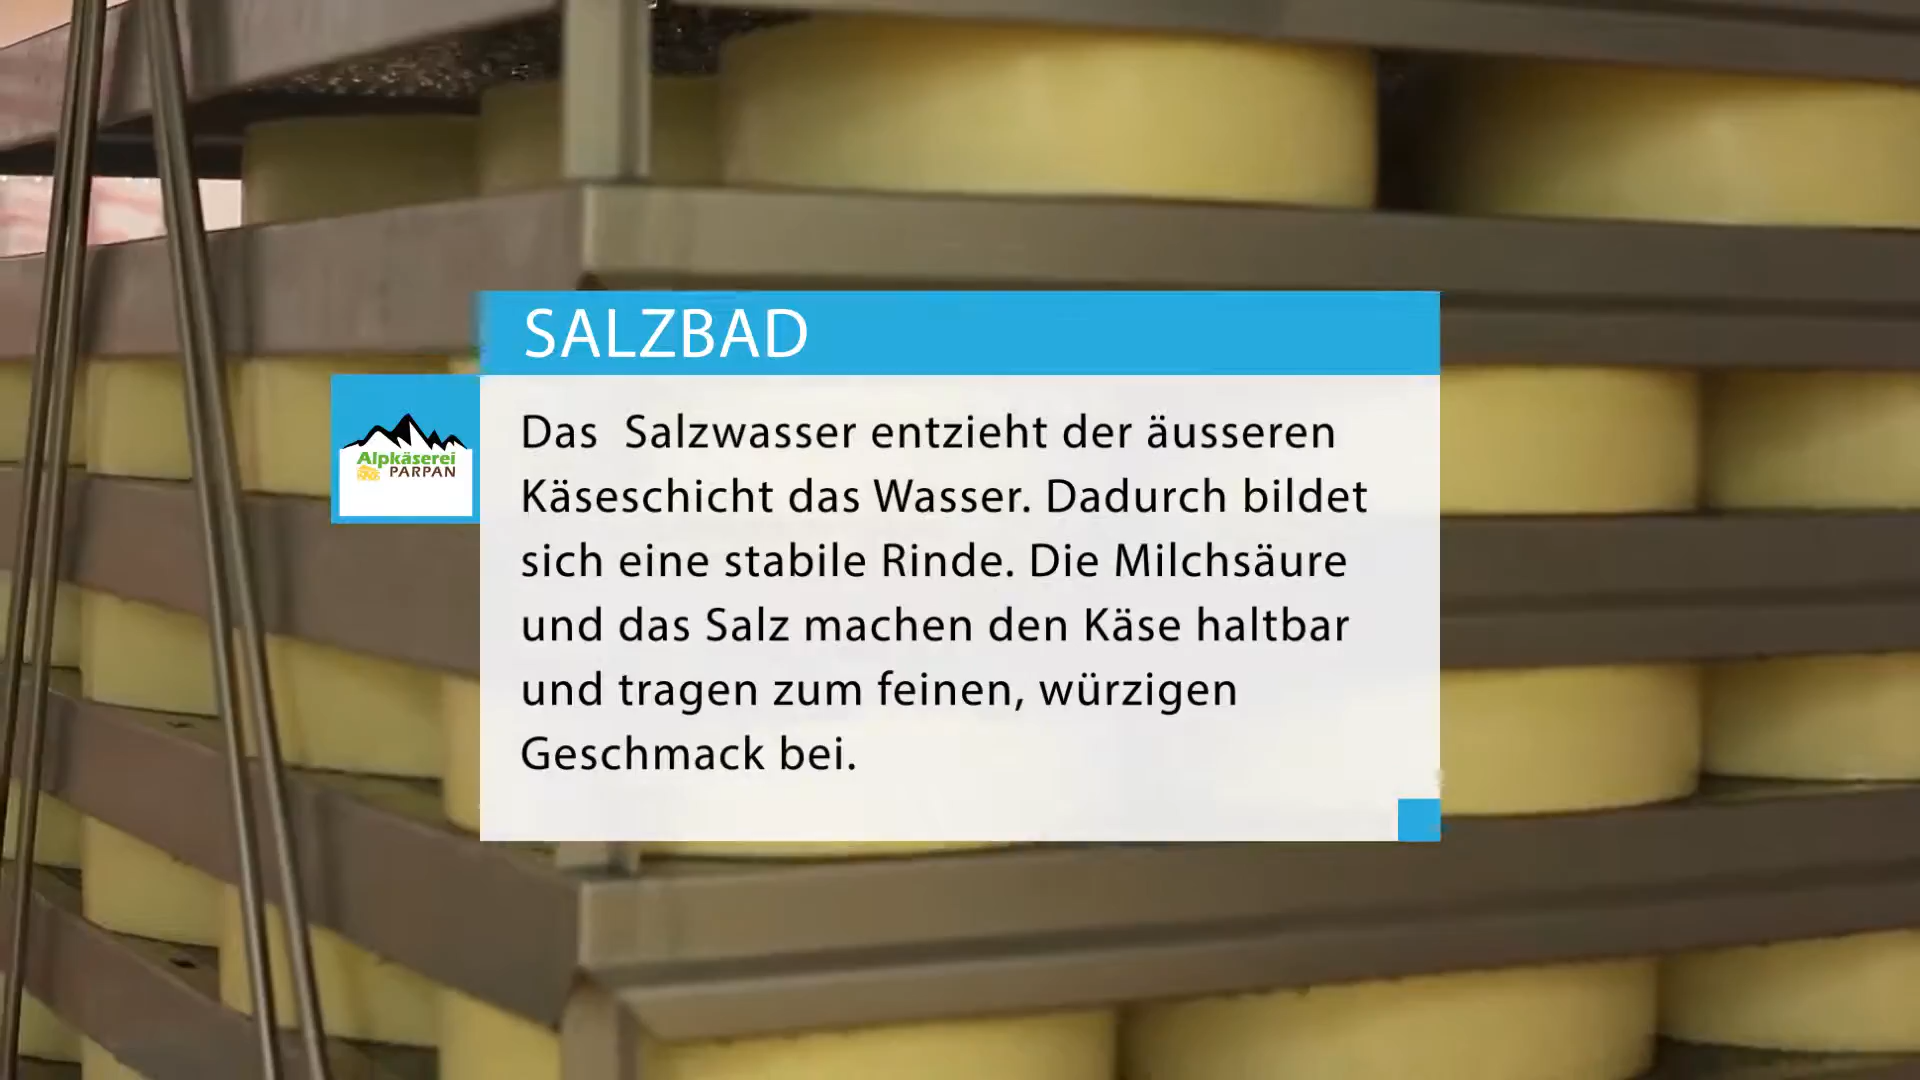 SALZBAD
Alpkäserei
PARPAN
Das  Salzwasser entzieht der äusseren
Käseschicht das Wasser. Dadurch bildet
sich eine stabile Rinde. Die Milchsäure
und das Salz machen den Käse haltbar
und tragen zum feinen, würzigen
Geschmack bei.